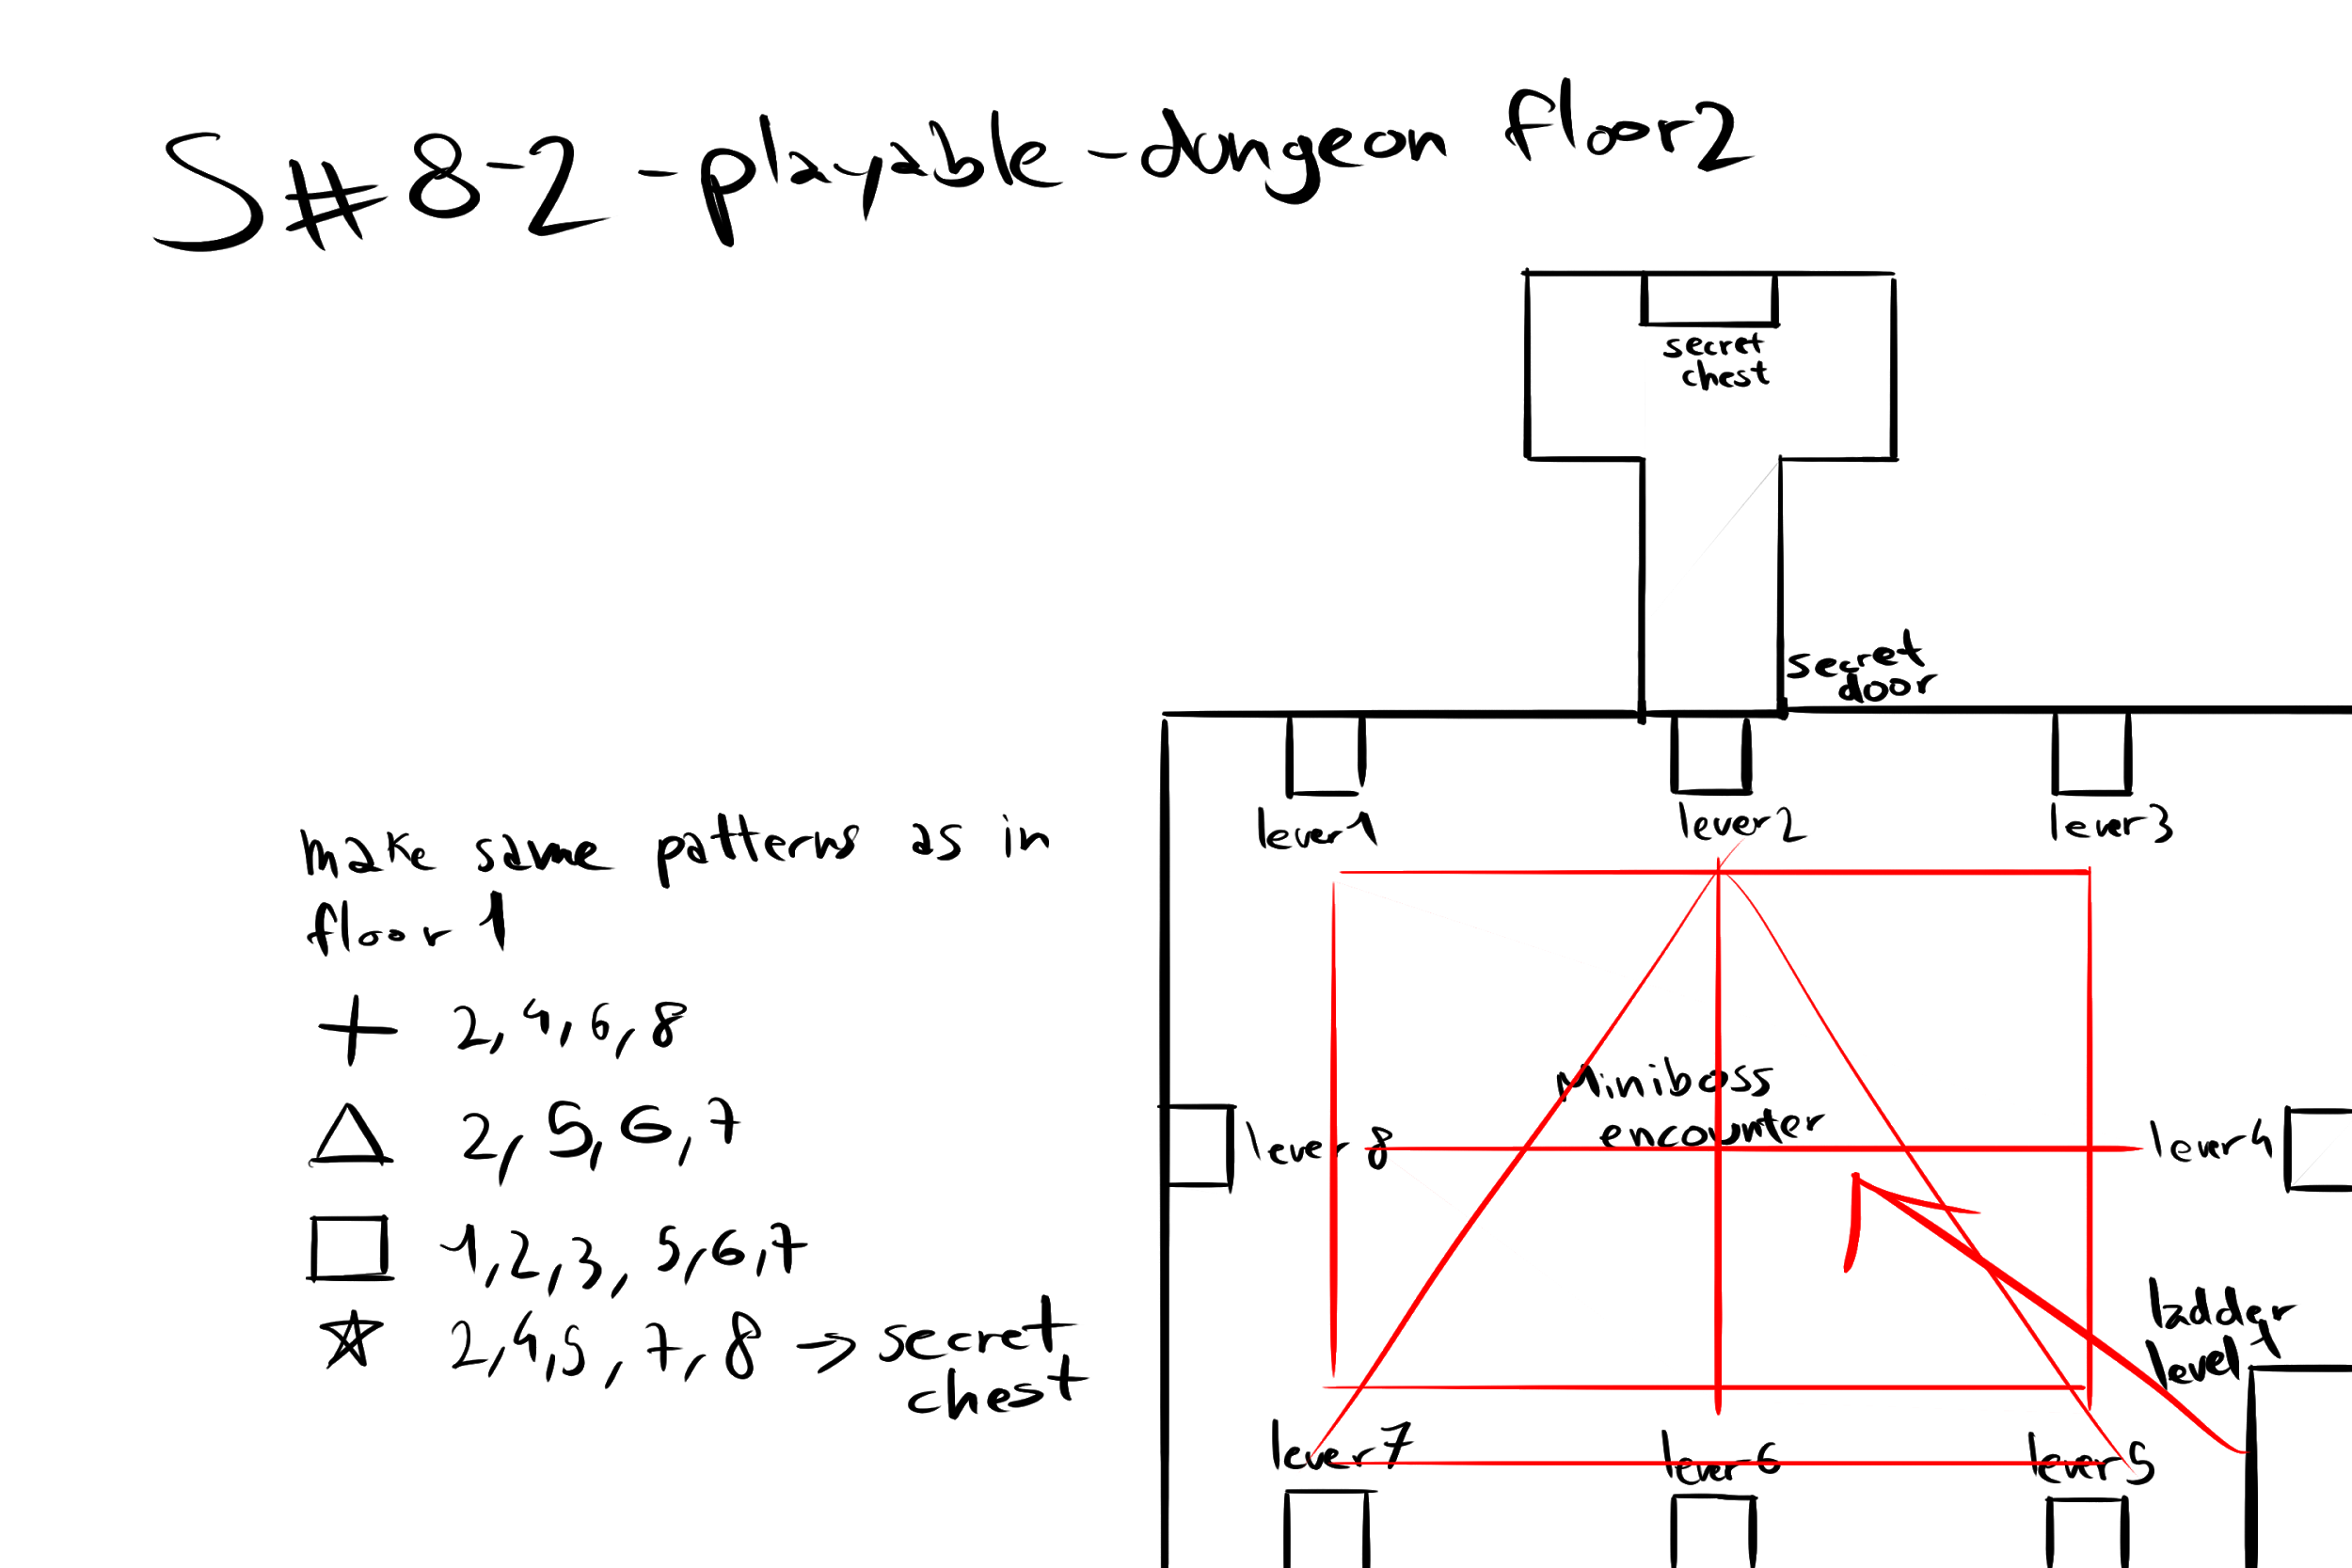 S#8-2-playable-dungeon floor2
secret
chest
secret
door
lever1
lever2
lever3
make same patterns as in
floor 1
+ 2,4,6,8
△ 2,5,6,7
□ 1,2,3, 5,6,7
☆ 2,4,5, 7,8 -> secret
chest
Miniboss
encounter
lever 8
lever4
ladder
level
lever7
lever6
lever5